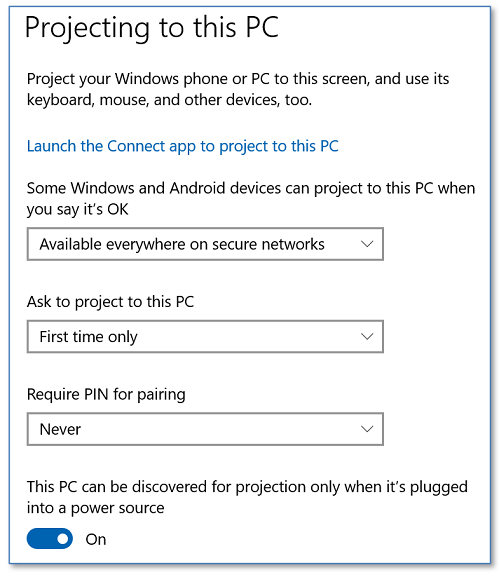 Projecting to this PC
Project your Windows phone or PC to this screen, and use its
keyboard, mouse, and other devices, too.
Launch the Connect app to project to this PC
Some Windows and Android devices can project to this PC when
you say it's OK
Available everywhere on secure networks
Ask to project to this PC
First time only
Require PIN for pairing
Never
This PC can be discovered for projection only when it's plugged
into a power source
On